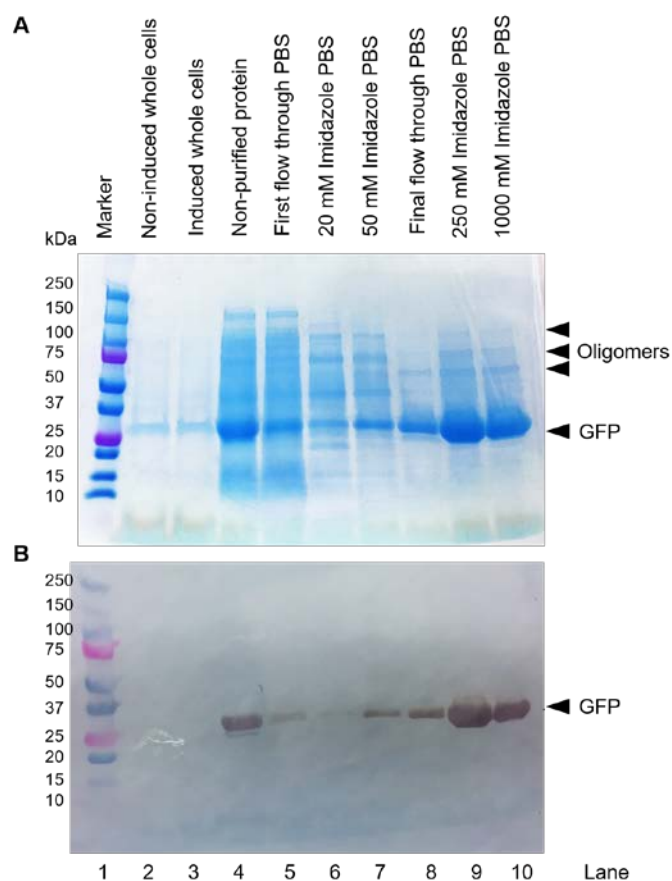 A
Marker
Non-induced whole cells
Induced whole cells
Non-purified protein
First flow through PBS
20 mM Imidazole PBS
50 mM Imidazole PBS
Final flow through PBS
250 mM Imidazole PBS
1000 mM Imidazole PBS
kDa
250
150
100
75
50
37
25
20
15
10
Oligomers
GFP
B
250
150
100
75
50
37
25
20
15
10
GFP
1 2 3 4 5 6 7 8 9 10 Lane